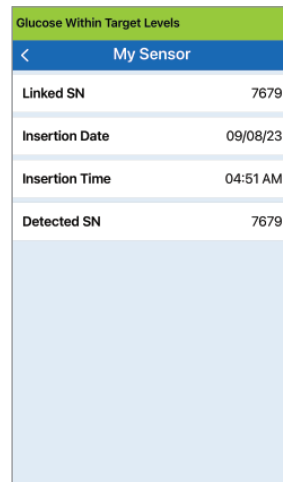 Glucose Within Target Levels
< My Sensor
Linked SN 7679
Insertion Date 09/08/23
Insertion Time 04:51 AM
Detected SN 7679